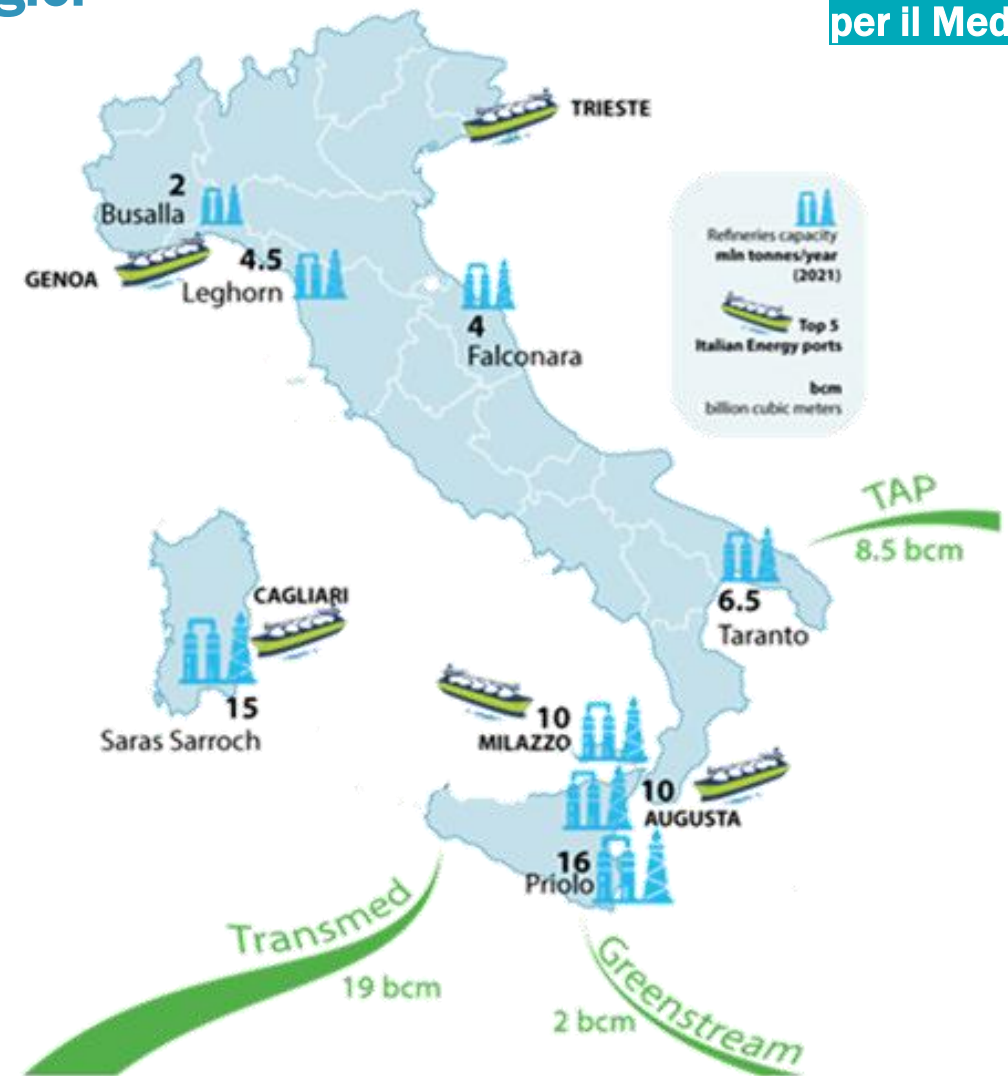 per il Med
TRIESTE
2
Busalla
GENOA
4.5
Leghorn
4
Falconara
Refineries capacity
mln tonnes/year
(2021)
Top 5
Italian Energy ports
bcm
billion cubic meters
TAP
8.5 bcm
6.5
Taranto
CAGLIARI
15
Saras Sarroch
10
MILAZZO
10
AUGUSTA
16
Priolo
Transmed
19 bcm
Greenstream
2 bcm